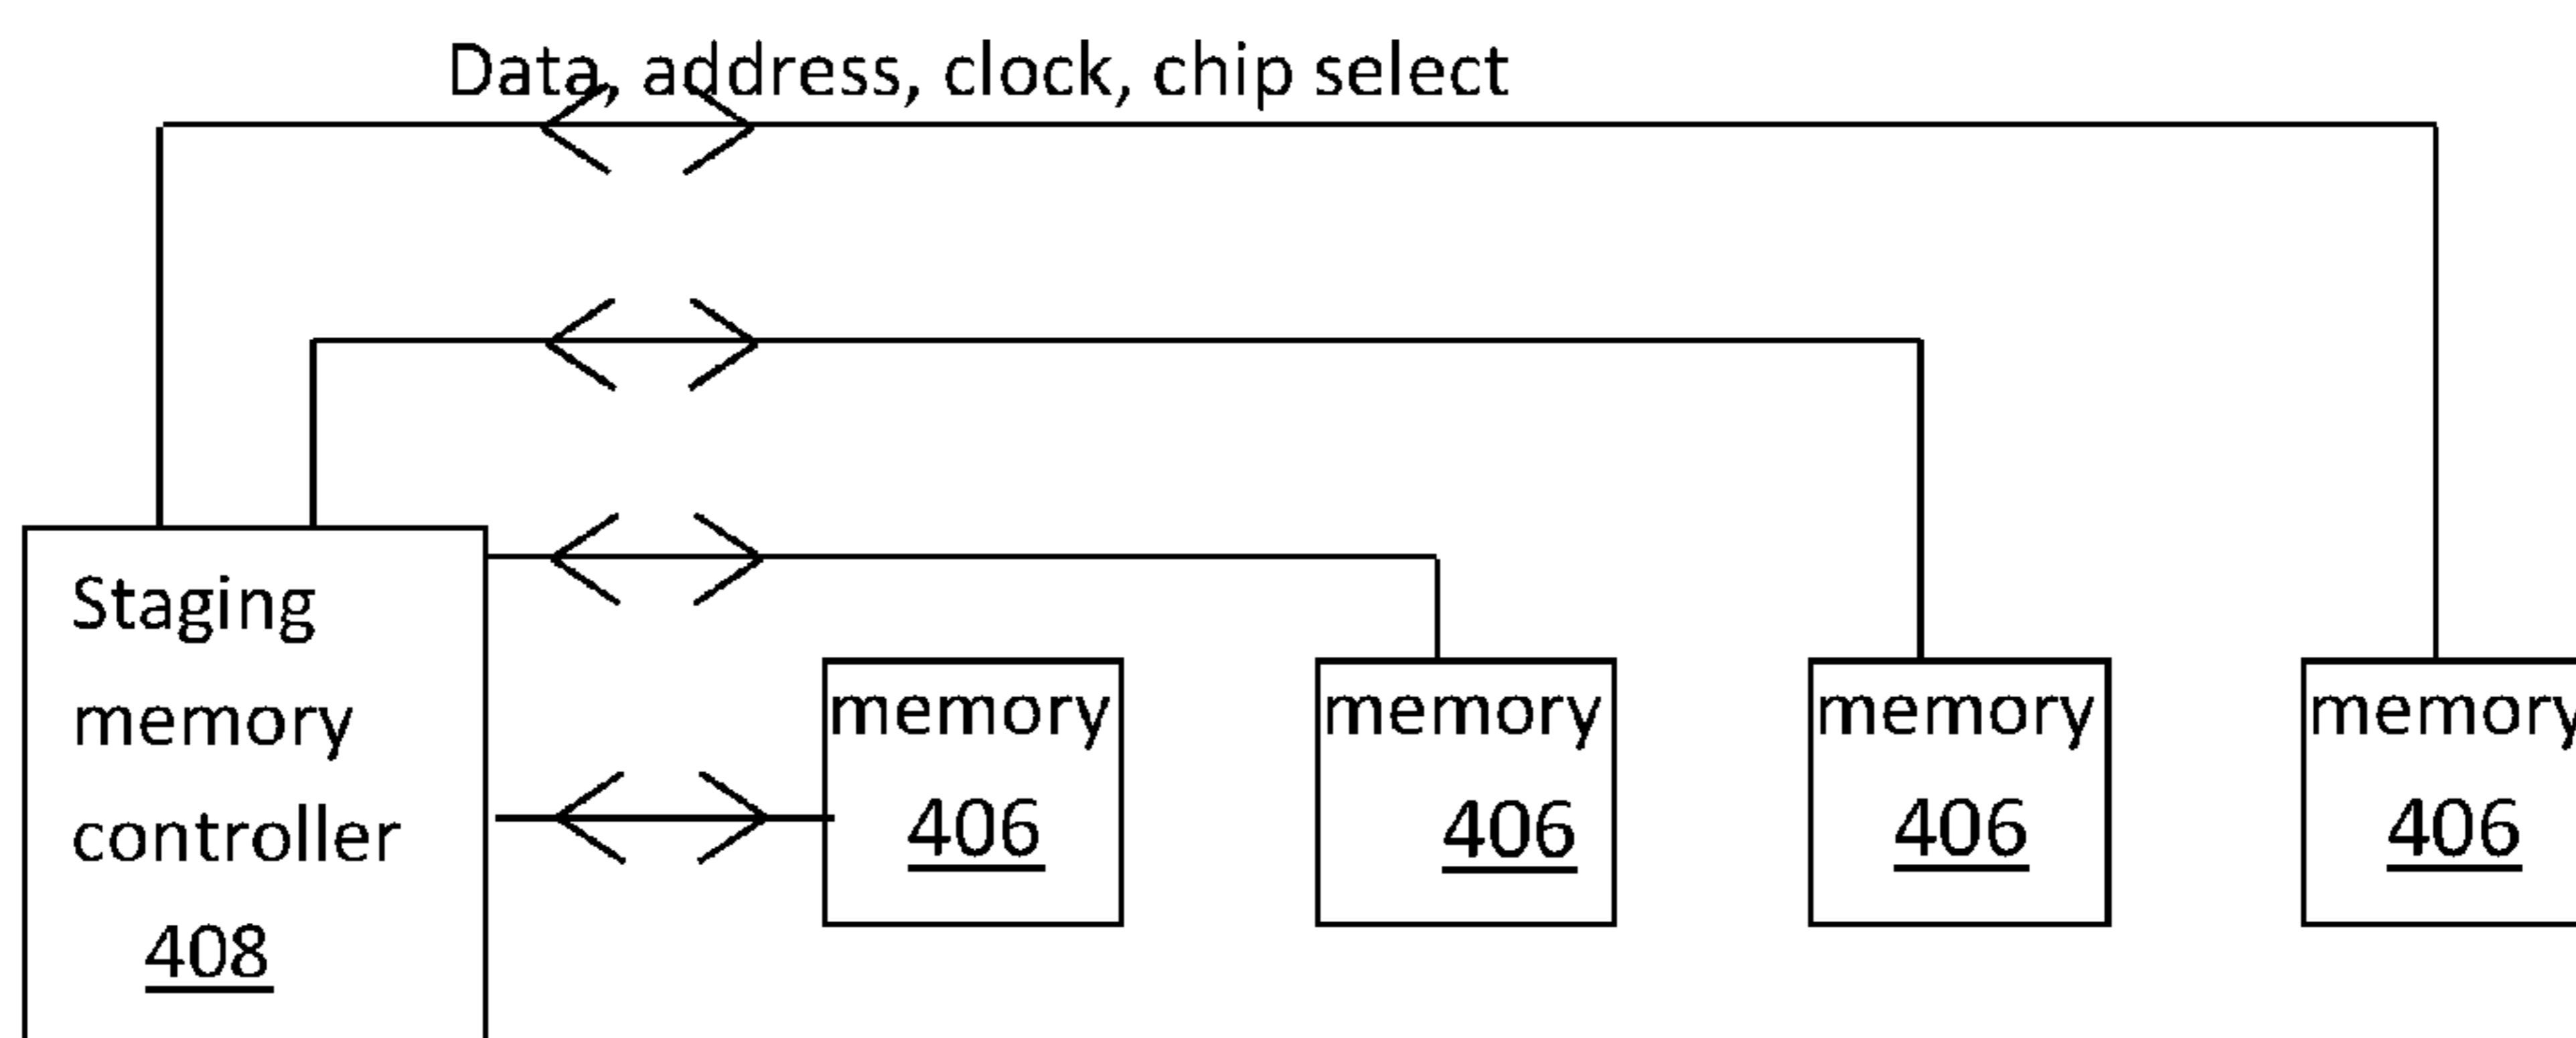 Data, address, clock, chip select
Staging
memory
controller
408
memory
406
memory
406
memory
406
memory
406